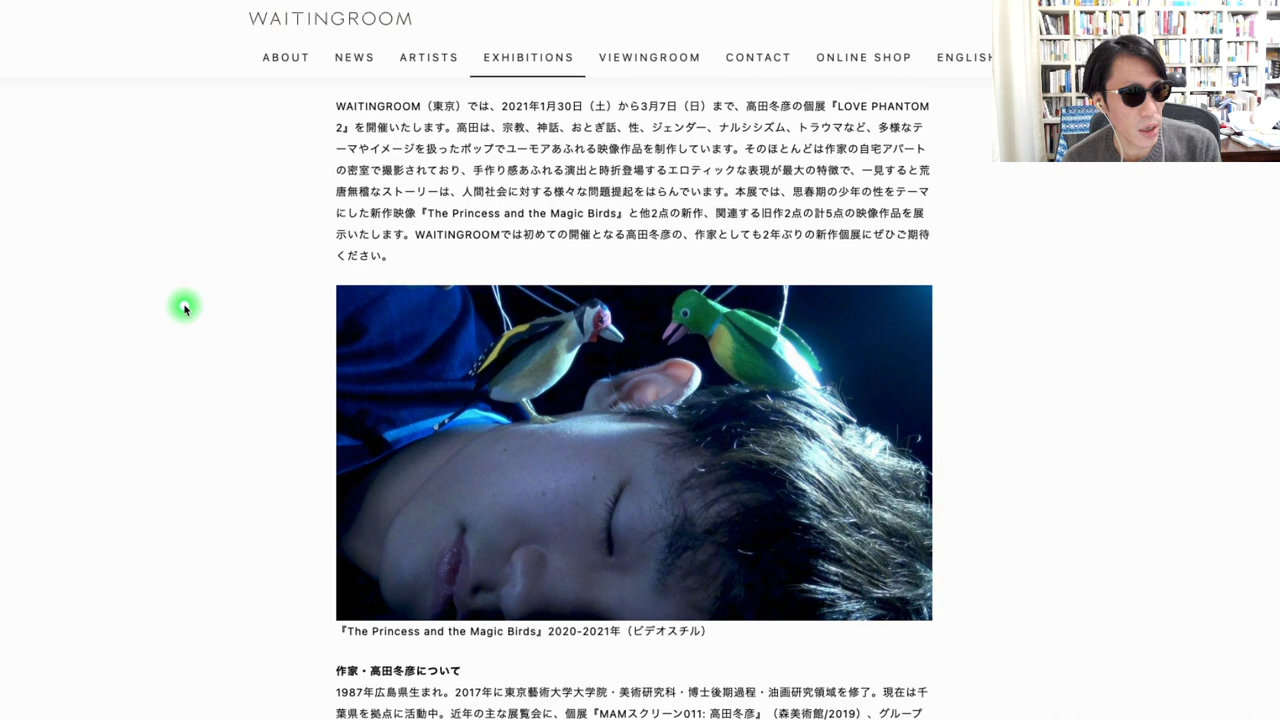 WAITINGROOM
ABOUT NEWS ARTISTS EXHIBITIONS VIEWINGROOM CONTACT ONLINE SHOP ENGLISH
WAITINGROOM（東京）では、2021年1月30日（土）から3月7日（日）まで、高田冬彦の個展『LOVE PHANTOM
2』を開催いたします。高田は、宗教、神話、おとぎ話、性、ジェンダー、ナルシシズム、トラウマなど、多様なテ
ーマやイメージを扱ったポップでユーモアあふれる映像作品を制作しています。そのほとんどは作家の自宅アパート
の密室で撮影されており、手作り感あふれる演出と時折登場するエロティックな表現が最大の特徴で、一見すると荒
唐無稽なストーリーは、人間社会に対する様々な問題提起をはらんでいます。本展では、思春期の少年の性をテーマ
にした新作映像『The Princess and the Magic Birds』と他2点の新作、関連する旧作2点の計5点の映像作品を展
示いたします。WAITINGROOMでは初めての開催となる高田冬彦の、作家としても2年ぶりの新作個展にぜひご期待
ください。
『The Princess and the Magic Birds』2020-2021年（ビデオスチル）
作家・高田冬彦について
1987年広島県生まれ。2017年に東京藝術大学大学院・美術研究科・博士後期過程・油画研究領域を修了。現在は千
葉県を拠点に活動中。近年の主な展覧会に、個展『MAMスクリーン011: 高田冬彦』（森美術館/2019）、グループ